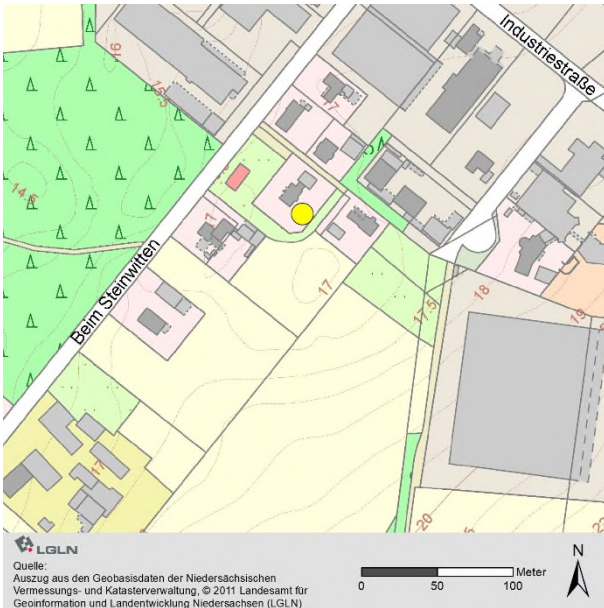 Industriestraße
16
15.5
17
14.5
17
Beim Steinwitten
17
17.5
18
19
17
20
22
LGLN
Quelle:
Auszug aus den Geobasisdaten der Niedersächsischen
Vermessungs- und Katasterverwaltung, © 2011 Landesamt für
Geoinformation und Landentwicklung Niedersachsen (LGLN)
0 50 100 Meter
N